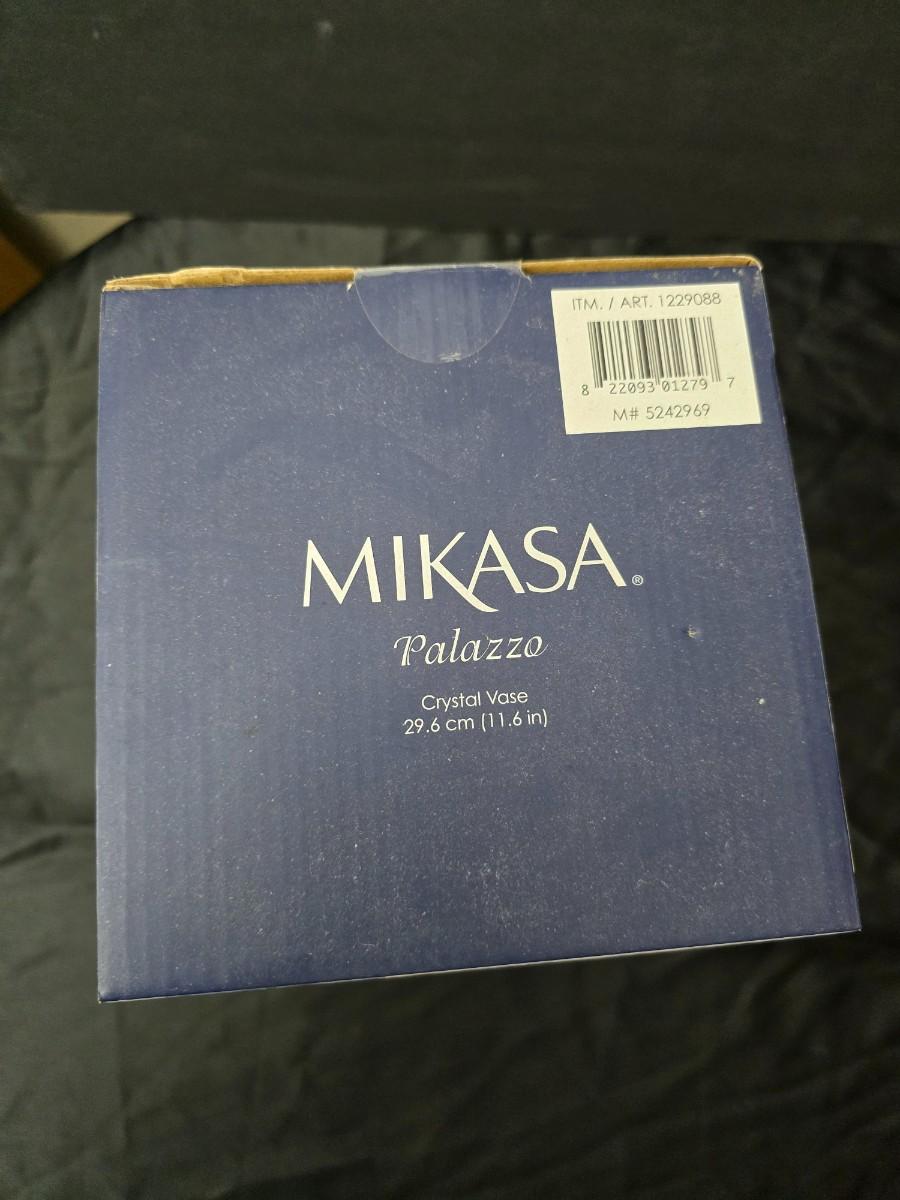 ITM. / ART. 1229088
8 22093 01279 7
M# 5242969
MIKASA®
Palazzo
Crystal Vase
29.6 cm (11.6 in)